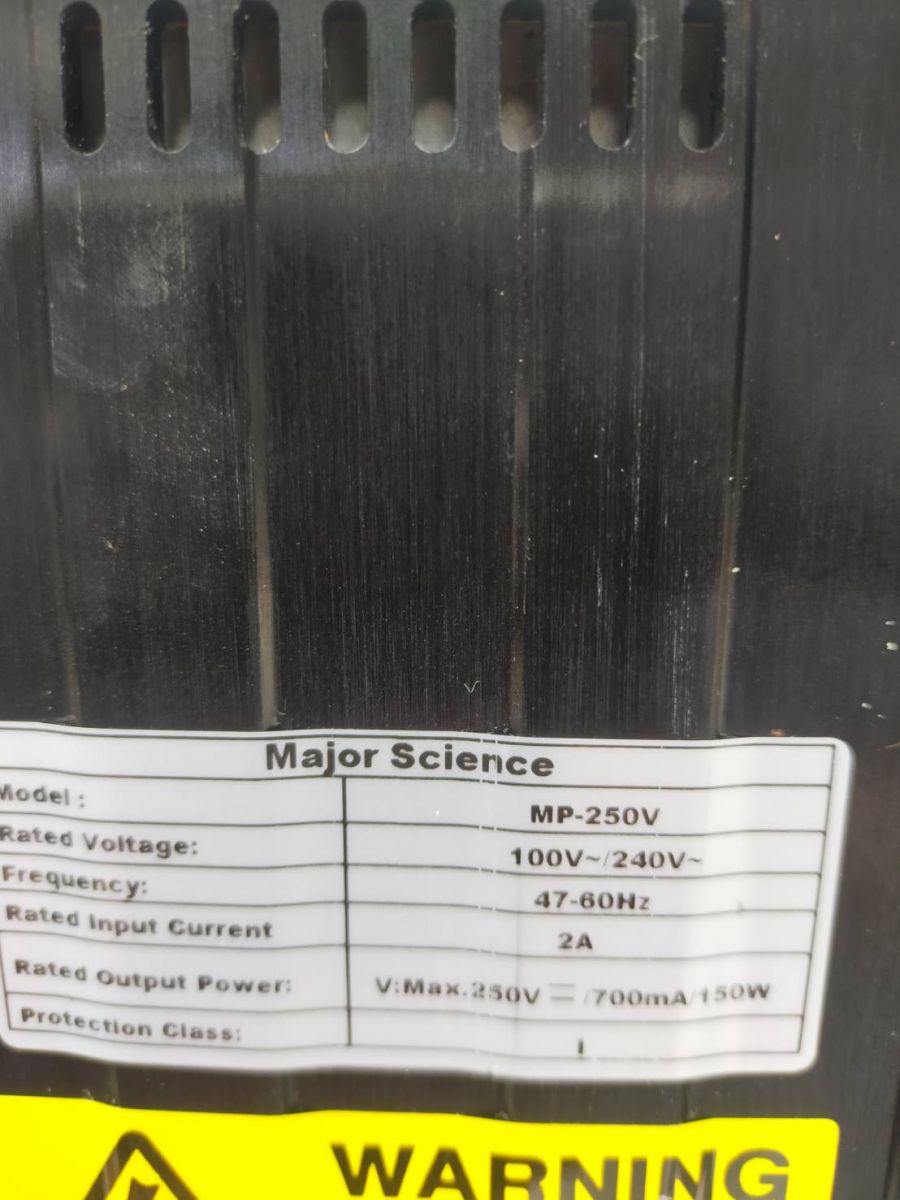 Major Science
Model : MP-250V
Rated Voltage: 100V~/240V~
Frequency: 47-60Hz
Rated Input Current 2A
Rated Output Power: V:Max.250V ⎓ /700mA/150W
Protection Class: I
WARNING